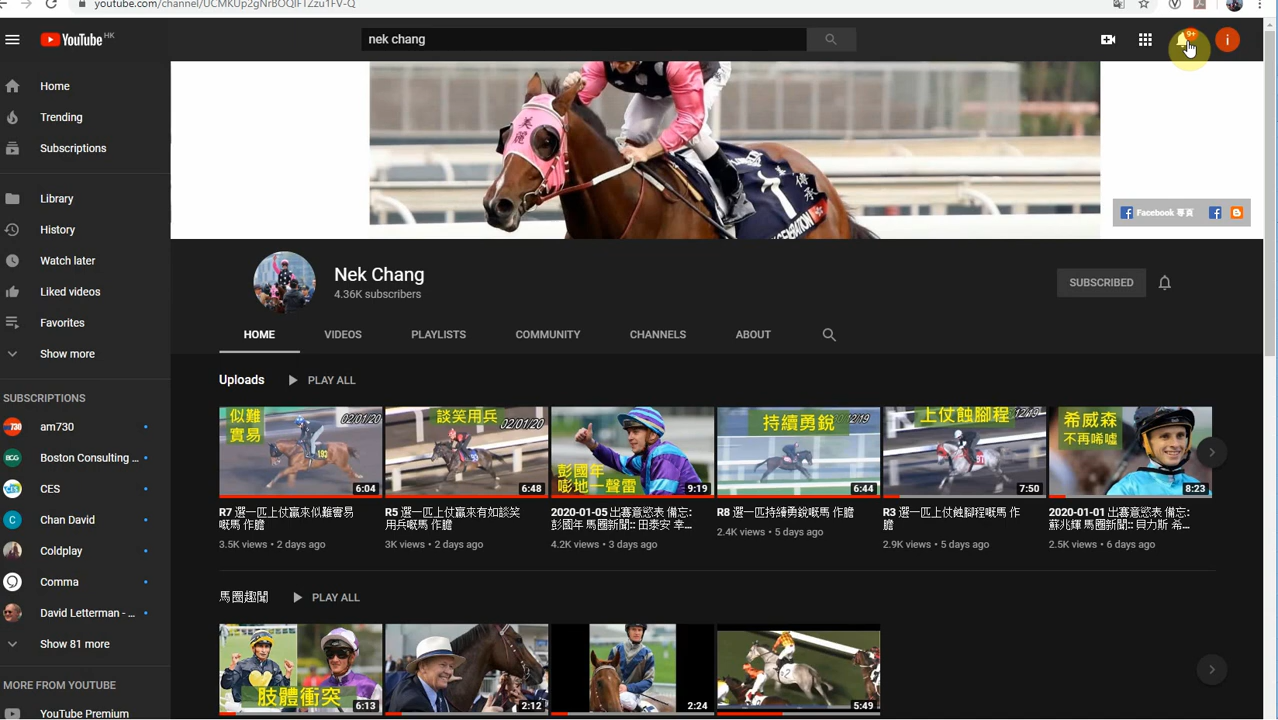 youtube.com/channel/UCMKUp2gNrBOQIFTZzu1FV-Q
YouTube HK
nek chang
9+
i
Home
Trending
Subscriptions
Library
History
Watch later
Liked videos
Favorites
Show more
SUBSCRIPTIONS
am730
Boston Consulting ...
CES
Chan David
Coldplay
Comma
David Letterman - ...
Show 81 more
MORE FROM YOUTUBE
YouTube Premium
美麗
傳承
Facebook 專頁
Nek Chang
4.36K subscribers
SUBSCRIBED
HOME
VIDEOS
PLAYLISTS
COMMUNITY
CHANNELS
ABOUT
Uploads
PLAY ALL
似難
實易
02/01/20
6:04
R7 選一匹上仗贏來似難實易
嘅馬 作膽
3.5K views • 2 days ago
談笑用兵
02/01/20
6:48
R5 選一匹上仗贏來有如談笑
用兵嘅馬 作膽
3K views • 2 days ago
彭國年
嘭地一聲雷
9:19
2020-01-05 出賽意慾表 備忘:
彭國年 馬圈新聞:: 田泰安 幸...
4.2K views • 3 days ago
持續勇銳
12/19
6:44
R8 選一匹持續勇銳嘅馬 作膽
2.4K views • 5 days ago
上仗蝕腳程
12/19
7:50
R3 選一匹上仗蝕腳程嘅馬 作
膽
2.9K views • 5 days ago
希威森
不再唏噓
8:23
2020-01-01 出賽意慾表 備忘:
蘇兆輝 馬圈新聞:: 貝力斯 希...
2.5K views • 6 days ago
馬圈趣聞
PLAY ALL
肢體衝突
6:13
2:12
2:24
5:49